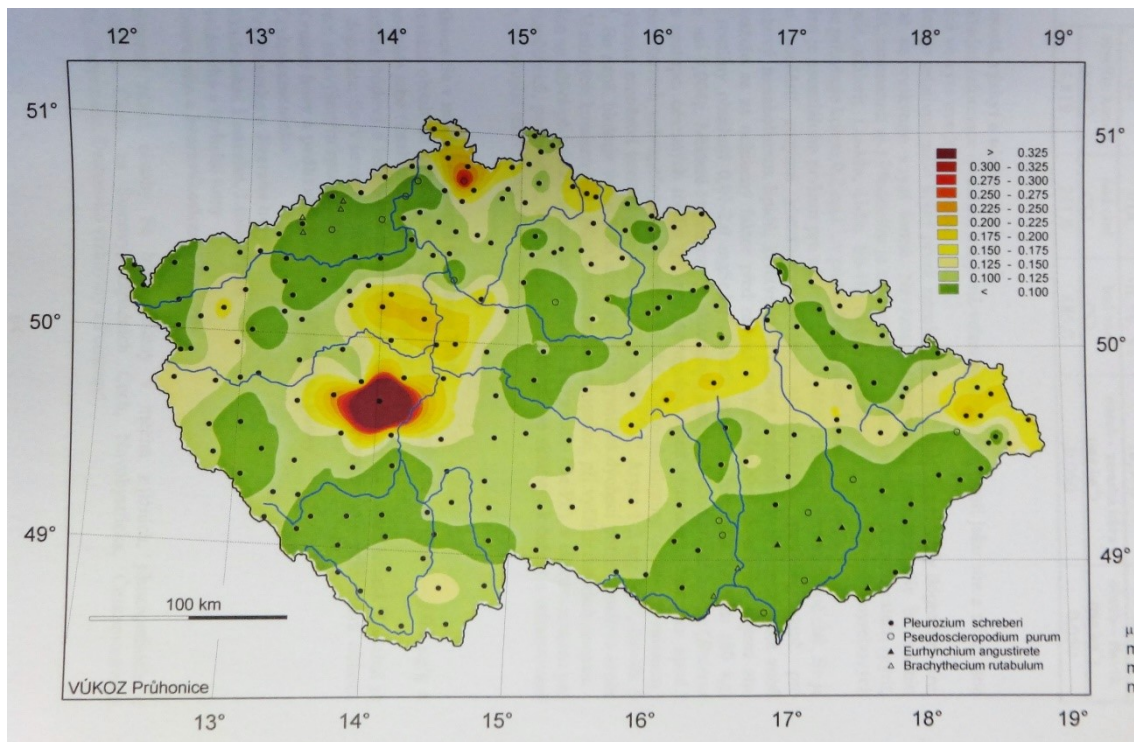 12° 13° 14° 15° 16° 17° 18° 19°
51° 51°
> 0.325
0.300 - 0.325
0.275 - 0.300
0.250 - 0.275
0.225 - 0.250
0.200 - 0.225
0.175 - 0.200
0.150 - 0.175
0.125 - 0.150
0.100 - 0.125
< 0.100
50° 50°
49° 49°
100 km
Pleurozium schreberi
Pseudoscleropodium purum
Eurhynchium angustirete
Brachythecium rutabulum
VÚKOZ Průhonice
13° 14° 15° 16° 17° 18° 19°